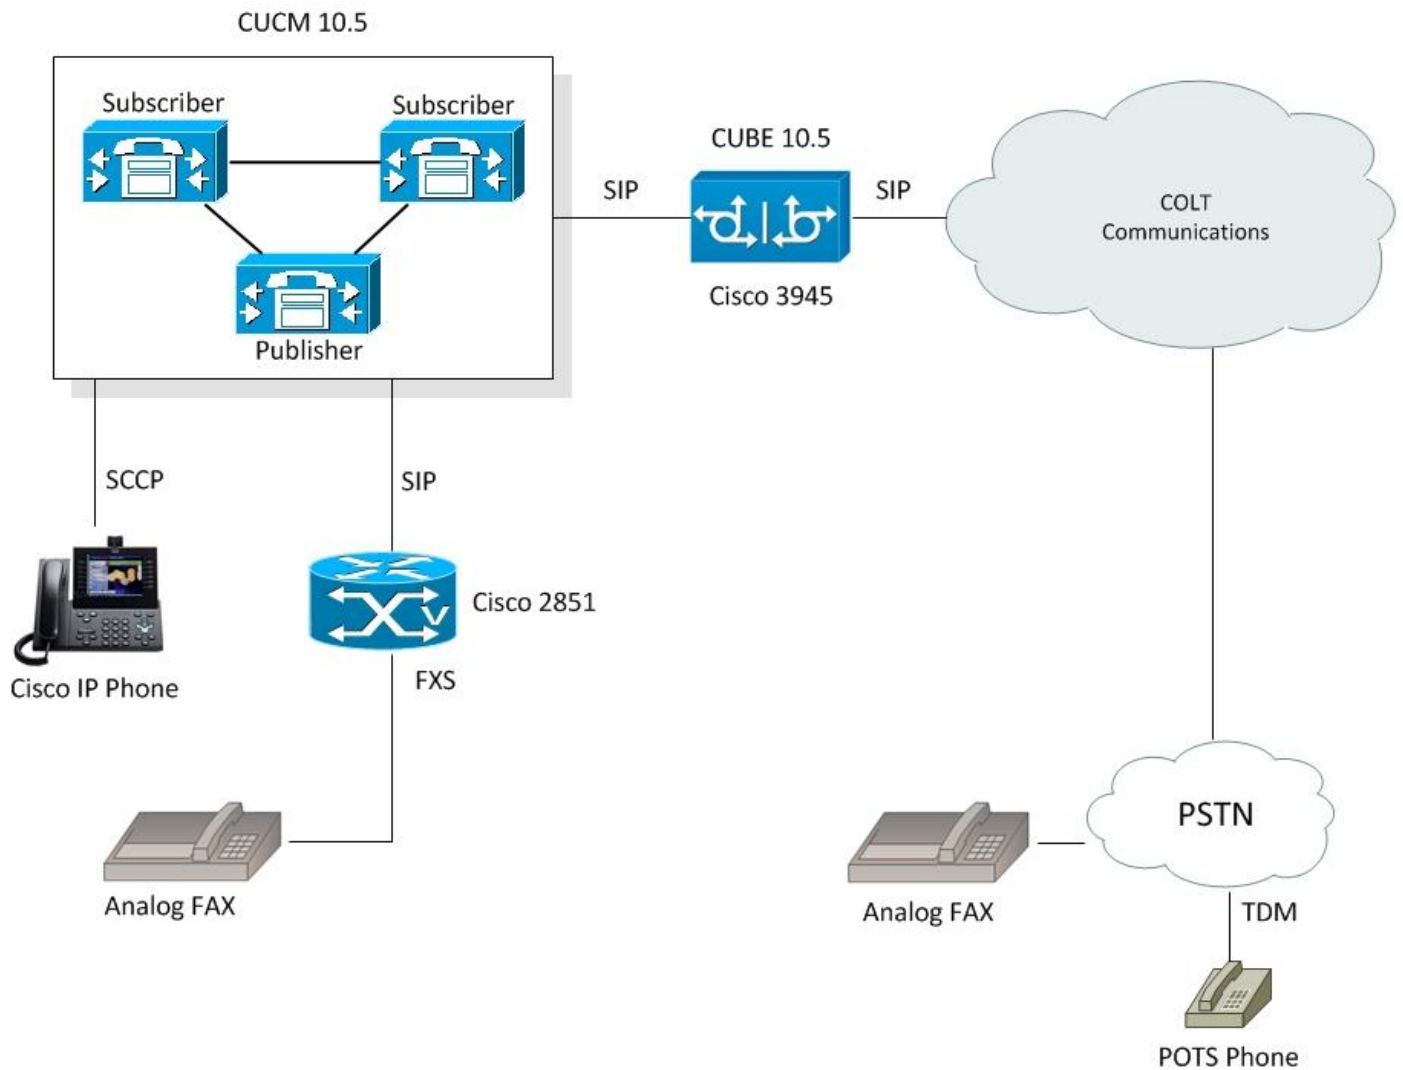 CUCM 10.5
Subscriber
Subscriber
Publisher
SIP
CUBE 10.5
Cisco 3945
SIP
COLT
Communications
SCCP
SIP
Cisco IP Phone
Cisco 2851
V
FXS
Analog FAX
PSTN
Analog FAX
TDM
POTS Phone